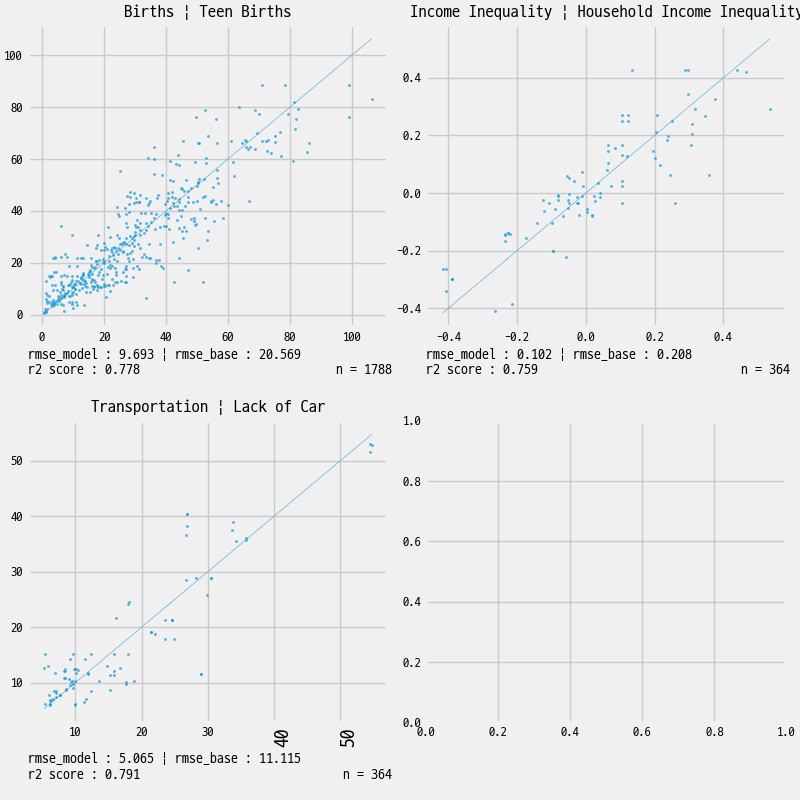 Births ¦ Teen Births
100
80
60
40
20
0
0 20 40 60 80 100
rmse_model : 9.693 ¦ rmse_base : 20.569
r2 score : 0.778 n = 1788
Income Inequality ¦ Household Income Inequality
0.4
0.2
0.0
−0.2
−0.4
−0.4 −0.2 0.0 0.2 0.4
rmse_model : 0.102 ¦ rmse_base : 0.208
r2 score : 0.759 n = 364
Transportation ¦ Lack of Car
50
40
30
20
10
10 20 30 40 50
rmse_model : 5.065 ¦ rmse_base : 11.115
r2 score : 0.791 n = 364
1.0
0.8
0.6
0.4
0.2
0.0
0.0 0.2 0.4 0.6 0.8 1.0